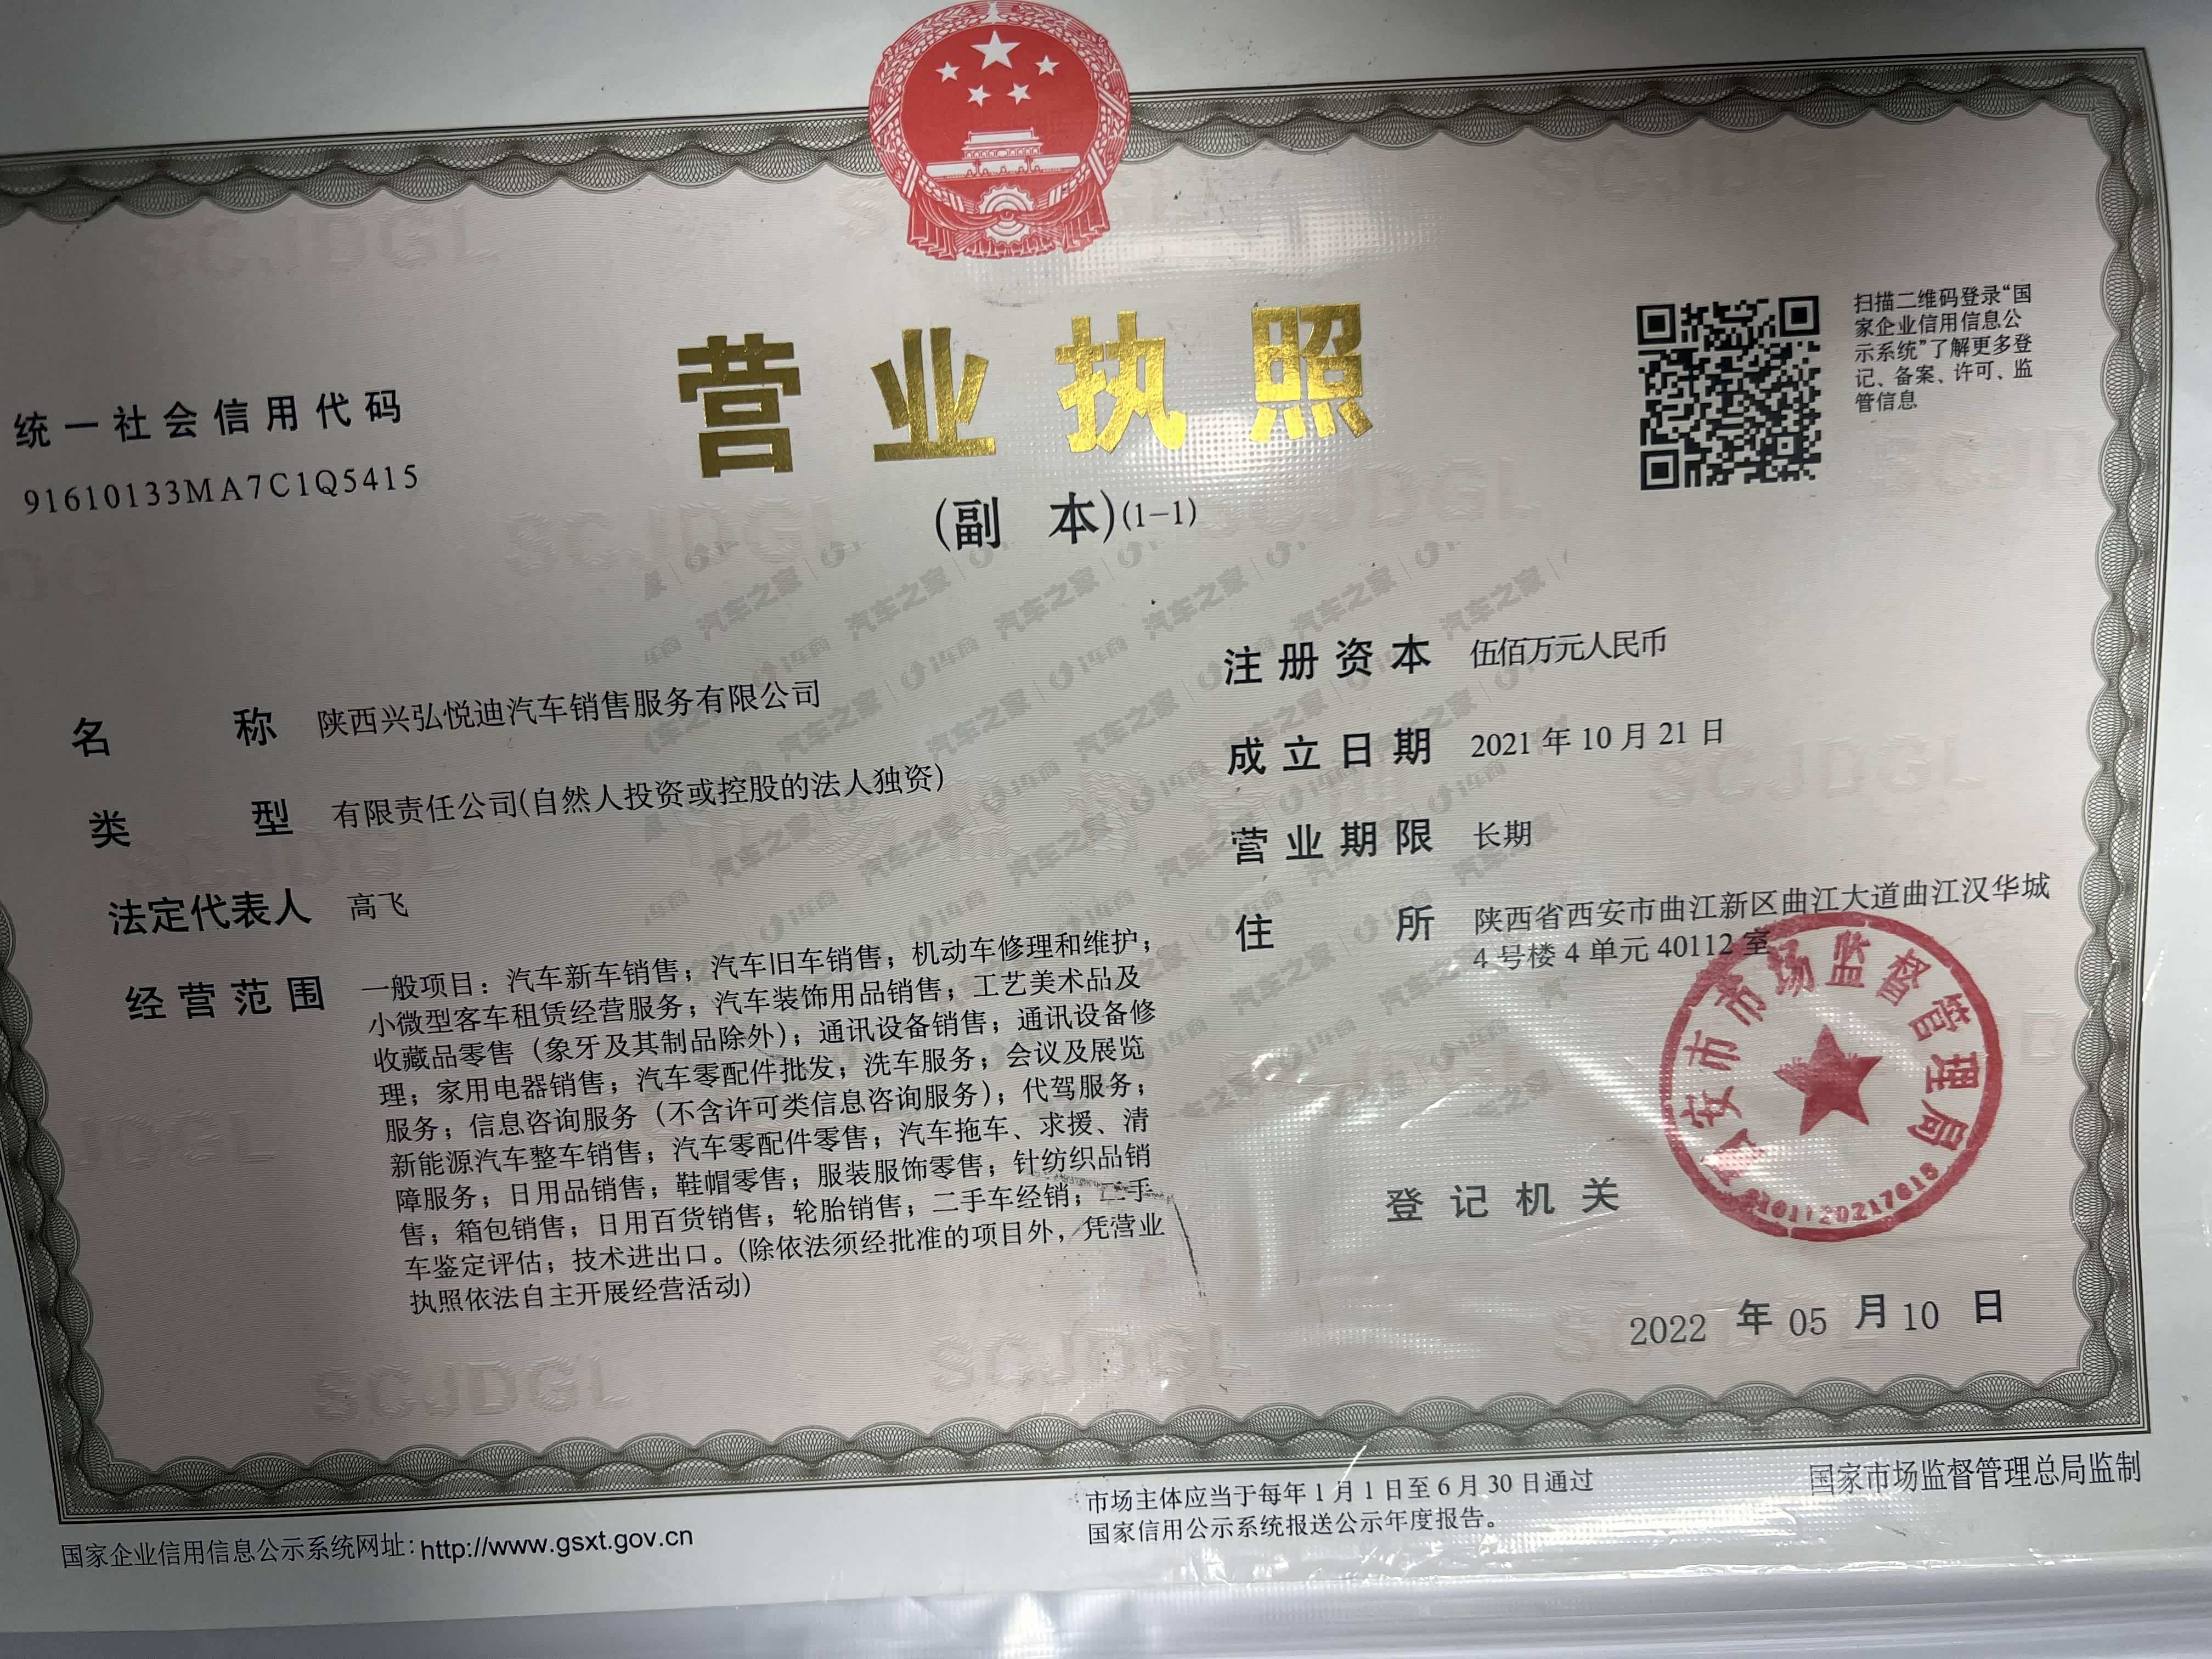 营业执照
(副 本)(1-1)
统一社会信用代码
91610133MA7C1Q5415
扫描二维码登录“国
家企业信用信息公
示系统”了解更多登
记、备案、许可、监
管信息
名 称 陕西兴弘悦迪汽车销售服务有限公司
类 型 有限责任公司(自然人投资或控股的法人独资)
法定代表人 高飞
经营范围 一般项目：汽车新车销售；汽车旧车销售；机动车修理和维护；
小微型客车租赁经营服务；汽车装饰用品销售；工艺美术品及
收藏品零售（象牙及其制品除外）；通讯设备销售；通讯设备修
理；家用电器销售；汽车零配件批发；洗车服务；会议及展览
服务；信息咨询服务（不含许可类信息咨询服务）；代驾服务；
新能源汽车整车销售；汽车零配件零售；汽车拖车、求援、清
障服务；日用品销售；鞋帽零售；服装服饰零售；针纺织品销
售；箱包销售；日用百货销售；轮胎销售；二手车经销；二手
车鉴定评估；技术进出口。(除依法须经批准的项目外，凭营业
执照依法自主开展经营活动)
注册资本 伍佰万元人民币
成立日期 2021年10月21日
营业期限 长期
住 所 陕西省西安市曲江新区曲江大道曲江汉华城
4号楼4单元40112室
西安市市场监督管理局
登记机关
2022 年 05 月 10 日
国家企业信用信息公示系统网址：http://www.gsxt.gov.cn
市场主体应当于每年1月1日至6月30日通过
国家信用公示系统报送公示年度报告。
国家市场监督管理总局监制
SCJDGL
汽车之家